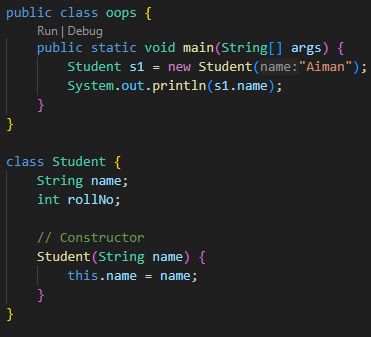 public class oops {
Run | Debug
public static void main(String[] args) {
Student s1 = new Student(name:"Aiman");
System.out.println(s1.name);
}
}
class Student {
String name;
int rollNo;
// Constructor
Student(String name) {
this.name = name;
}
}